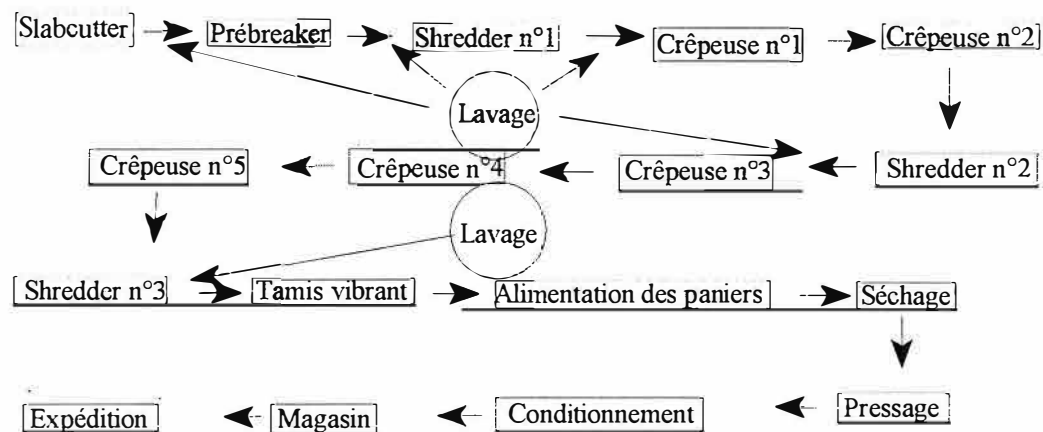 Slabcutter
Prébreaker
Shredder n°1
Crêpeuse n°1
Crêpeuse n°2
Lavage
Crêpeuse n°5
Crêpeuse n°4
Crêpeuse n°3
Shredder n°2
Lavage
Shredder n°3
Tamis vibrant
Alimentation des paniers
Séchage
Expédition
Magasin
Conditionnement
Pressage